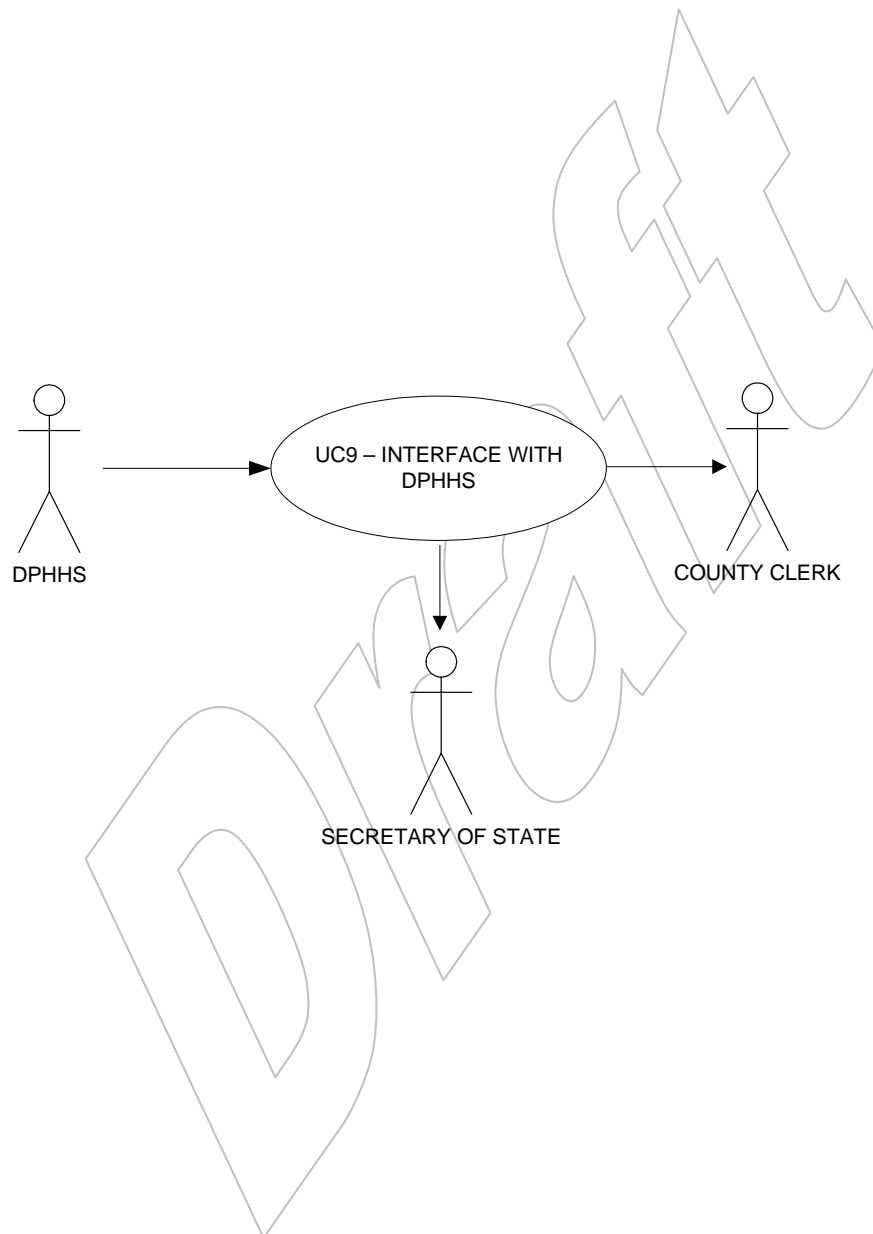 UC9 – INTERFACE WITH
DPHHS
DPHHS
COUNTY CLERK
SECRETARY OF STATE
Draft